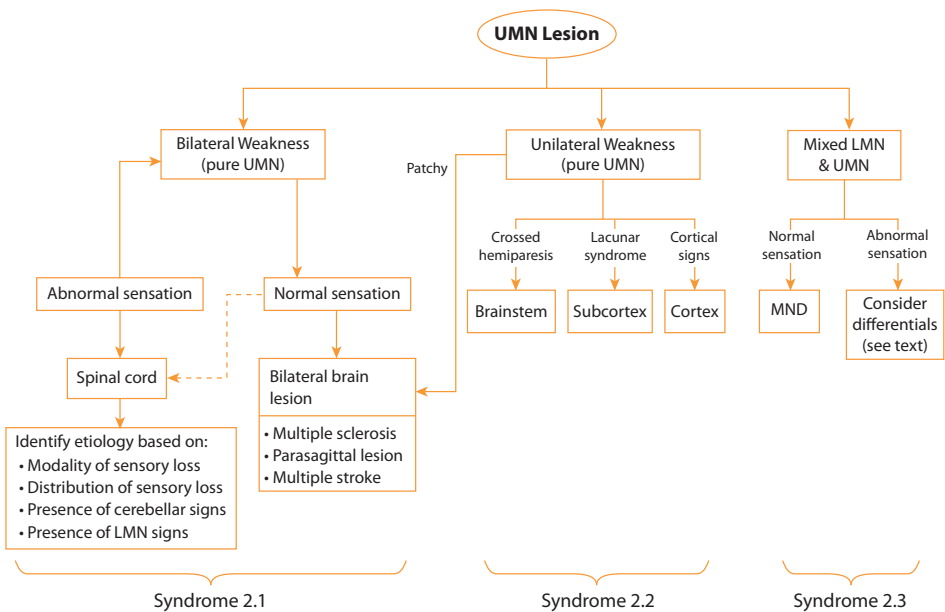 UMN Lesion
Bilateral Weakness
(pure UMN)
Unilateral Weakness
(pure UMN)
Mixed LMN
& UMN
Patchy
Crossed
hemiparesis
Lacunar
syndrome
Cortical
signs
Normal
sensation
Abnormal
sensation
Abnormal sensation
Normal sensation
Brainstem
Subcortex
Cortex
MND
Consider
differentials
(see text)
Spinal cord
Bilateral brain
lesion
• Multiple sclerosis
• Parasagittal lesion
• Multiple stroke
Identify etiology based on:
• Modality of sensory loss
• Distribution of sensory loss
• Presence of cerebellar signs
• Presence of LMN signs
Syndrome 2.1
Syndrome 2.2
Syndrome 2.3